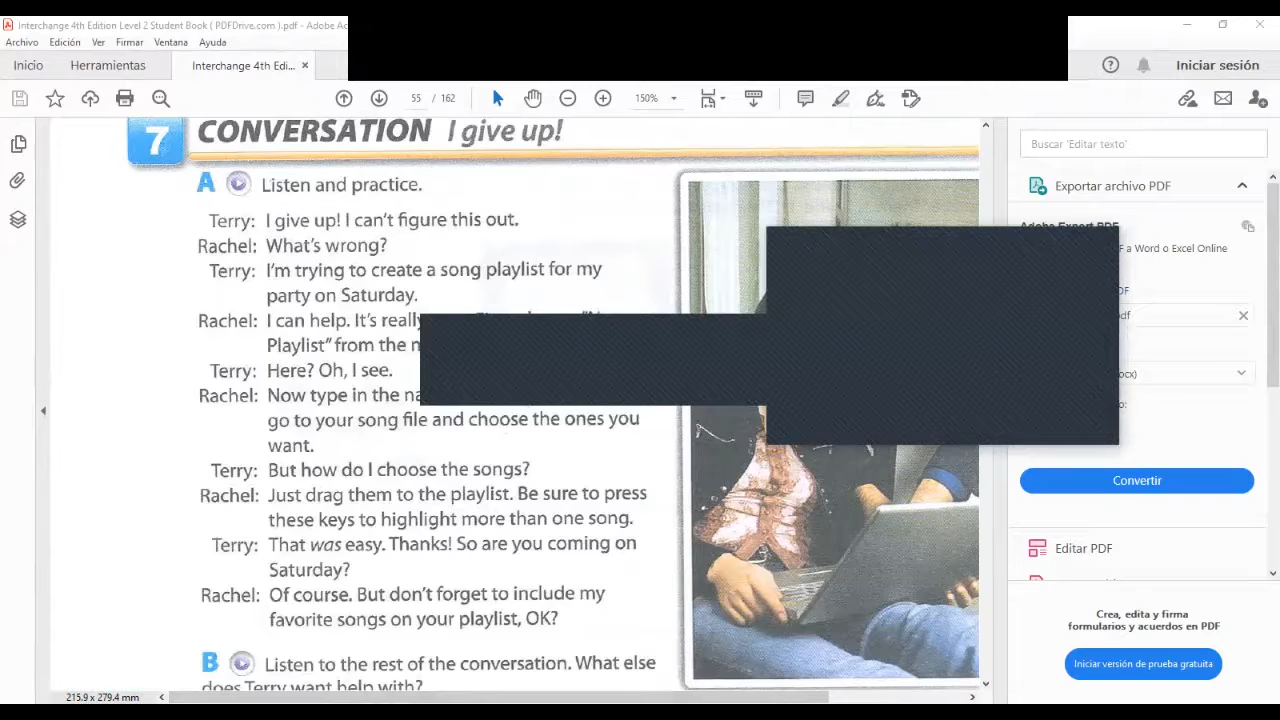 Interchange 4th Edition Level 2 Student Book ( PDFDrive.com ).pdf - Adobe Ac
Archivo Edición Ver Firmar Ventana Ayuda
Inicio Herramientas Interchange 4th Edi... × Iniciar sesión
55 / 162 150%
7 CONVERSATION I give up!
A Listen and practice.
Terry: I give up! I can't figure this out.
Rachel: What's wrong?
Terry: I'm trying to create a song playlist for my
party on Saturday.
Rachel: I can help. It's really
Playlist" from the
Terry: Here? Oh, I see.
Rachel: Now type in the
go to your song file and choose the ones you
want.
Terry: But how do I choose the songs?
Rachel: Just drag them to the playlist. Be sure to press
these keys to highlight more than one song.
Terry: That was easy. Thanks! So are you coming on
Saturday?
Rachel: Of course. But don't forget to include my
favorite songs on your playlist, OK?
B Listen to the rest of the conversation. What else
does Terry want help with?
215.9 x 279.4 mm
Buscar 'Editar texto'
Exportar archivo PDF
Adobe Export PDF
a Word o Excel Online
Convertir
Editar PDF
Crea, edita y firma
formularios y acuerdos en PDF
Iniciar versión de prueba gratuita